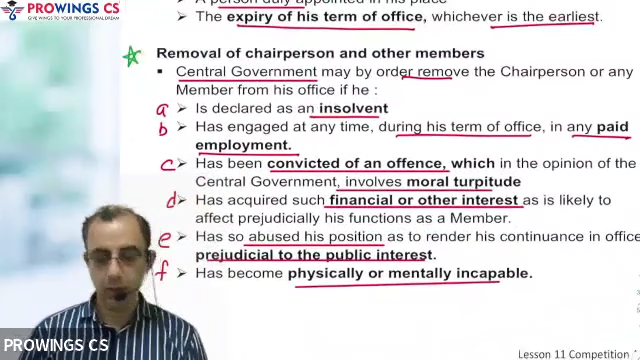 PROWINGS CS
GIVE WINGS TO YOUR PROFESSIONAL DREAM
A person duly appointed in his place
The expiry of his term of office, whichever is the earliest.
Removal of chairperson and other members
Central Government may by order remove the Chairperson or any
Member from his office if he :
a Is declared as an insolvent
b Has engaged at any time, during his term of office, in any paid
employment.
c Has been convicted of an offence, which in the opinion of the
Central Government, involves moral turpitude
d Has acquired such financial or other interest as is likely to
affect prejudicially his functions as a Member.
e Has so abused his position as to render his continuance in office
prejudicial to the public interest.
f Has become physically or mentally incapable.
PROWINGS CS
Lesson 11 Competition